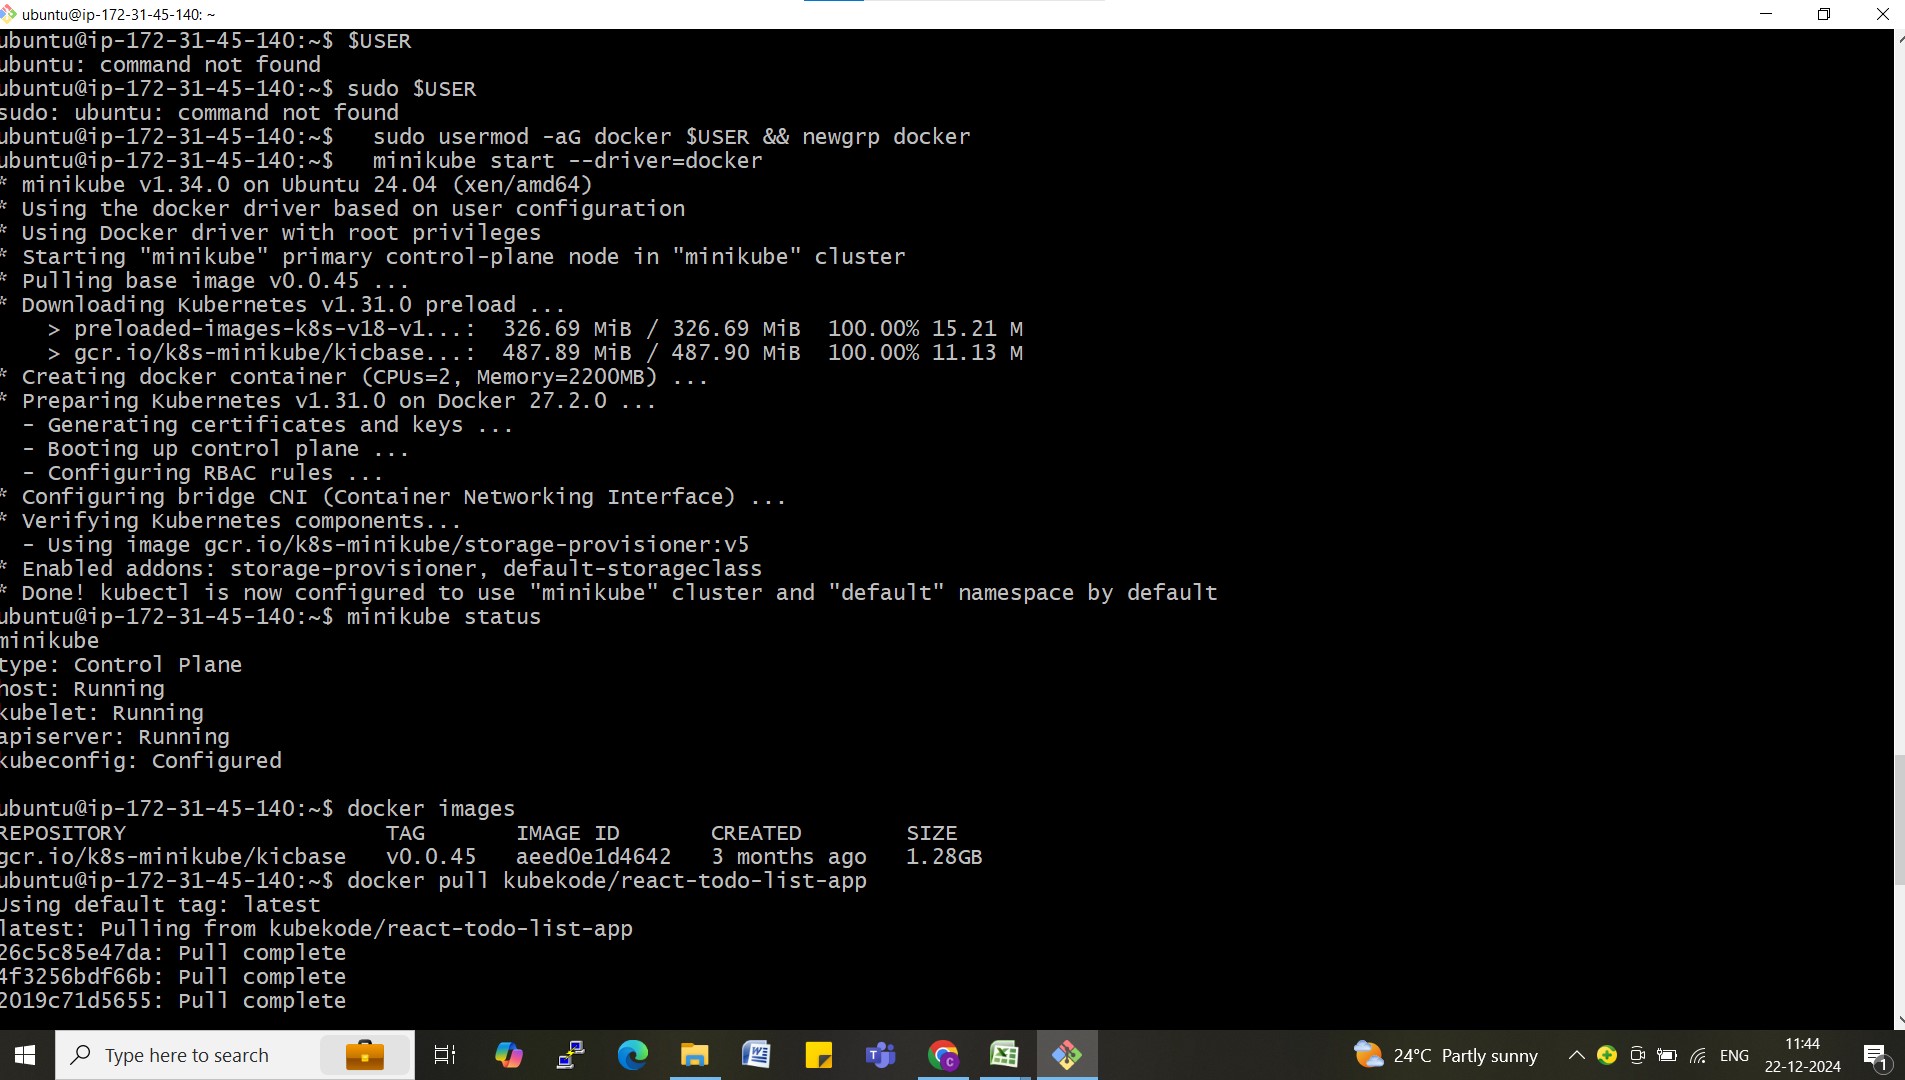 ubuntu@ip-172-31-45-140: ~
ubuntu@ip-172-31-45-140:~$ $USER
ubuntu: command not found
ubuntu@ip-172-31-45-140:~$ sudo $USER
sudo: ubuntu: command not found
ubuntu@ip-172-31-45-140:~$   sudo usermod -aG docker $USER && newgrp docker
ubuntu@ip-172-31-45-140:~$   minikube start --driver=docker
* minikube v1.34.0 on Ubuntu 24.04 (xen/amd64)
* Using the docker driver based on user configuration
* Using Docker driver with root privileges
* Starting "minikube" primary control-plane node in "minikube" cluster
* Pulling base image v0.0.45 ...
* Downloading Kubernetes v1.31.0 preload ...
    > preloaded-images-k8s-v18-v1...:  326.69 MiB / 326.69 MiB  100.00% 15.21 M
    > gcr.io/k8s-minikube/kicbase...:  487.89 MiB / 487.90 MiB  100.00% 11.13 M
* Creating docker container (CPUs=2, Memory=2200MB) ...
* Preparing Kubernetes v1.31.0 on Docker 27.2.0 ...
  - Generating certificates and keys ...
  - Booting up control plane ...
  - Configuring RBAC rules ...
* Configuring bridge CNI (Container Networking Interface) ...
* Verifying Kubernetes components...
  - Using image gcr.io/k8s-minikube/storage-provisioner:v5
* Enabled addons: storage-provisioner, default-storageclass
* Done! kubectl is now configured to use "minikube" cluster and "default" namespace by default
ubuntu@ip-172-31-45-140:~$ minikube status
minikube
type: Control Plane
host: Running
kubelet: Running
apiserver: Running
kubeconfig: Configured
ubuntu@ip-172-31-45-140:~$ docker images
REPOSITORY                    TAG       IMAGE ID       CREATED        SIZE
gcr.io/k8s-minikube/kicbase   v0.0.45   aeed0e1d4642   3 months ago   1.28GB
ubuntu@ip-172-31-45-140:~$ docker pull kubekode/react-todo-list-app
Using default tag: latest
latest: Pulling from kubekode/react-todo-list-app
26c5c85e47da: Pull complete
4f3256bdf66b: Pull complete
2019c71d5655: Pull complete
Type here to search
24°C Partly sunny
ENG
11:44
22-12-2024
1